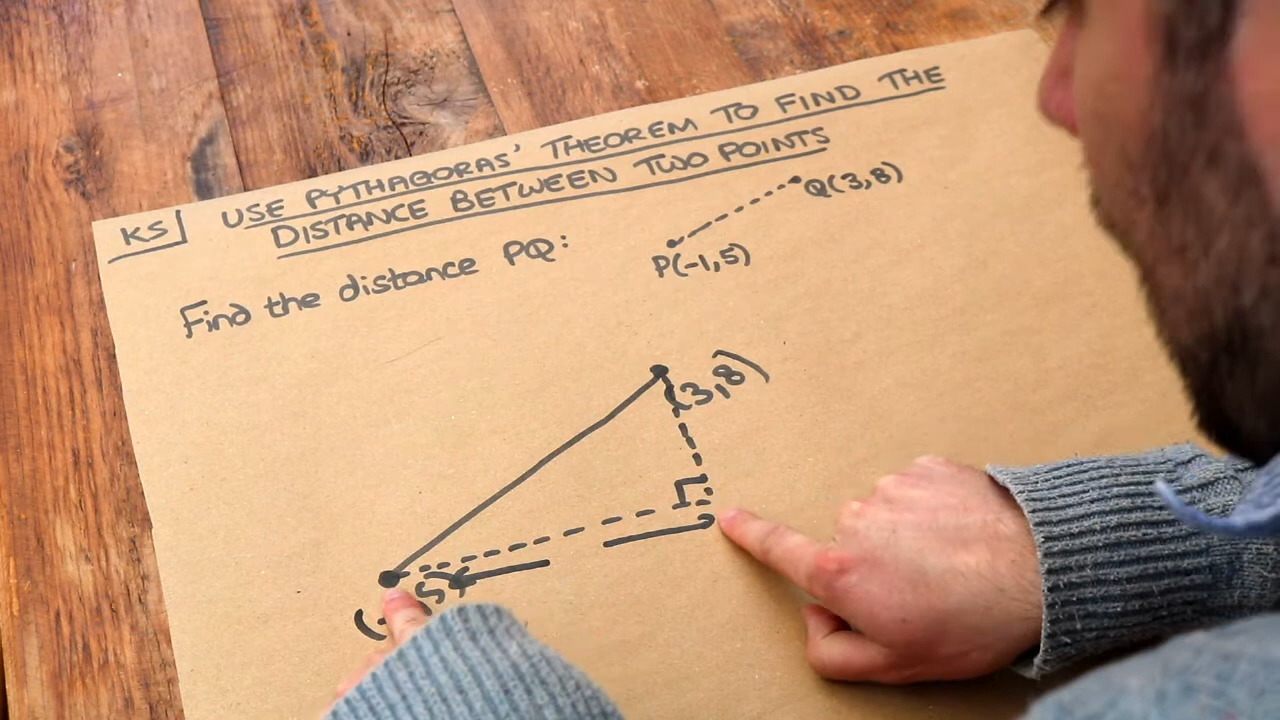 KS USE PYTHAGORAS' THEOREM TO FIND THE
DISTANCE BETWEEN TWO POINTS
Q(3,8)
P(-1,5)
Find the distance PQ:
(3,8)
5)